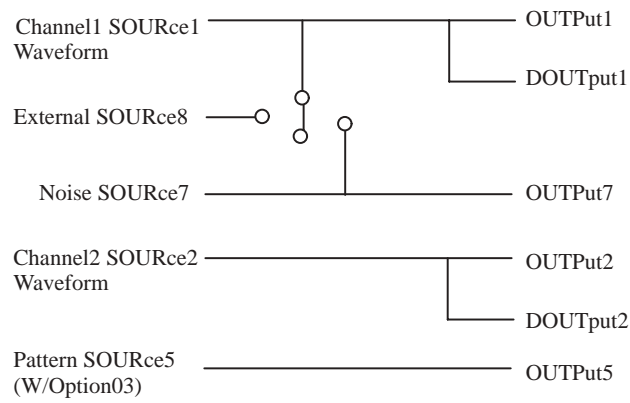 Channel1 SOURce1
Waveform
OUTPut1
DOUTput1
External SOURce8
Noise SOURce7
OUTPut7
Channel2 SOURce2
Waveform
OUTPut2
DOUTput2
Pattern SOURce5
(W/Option03)
OUTPut5